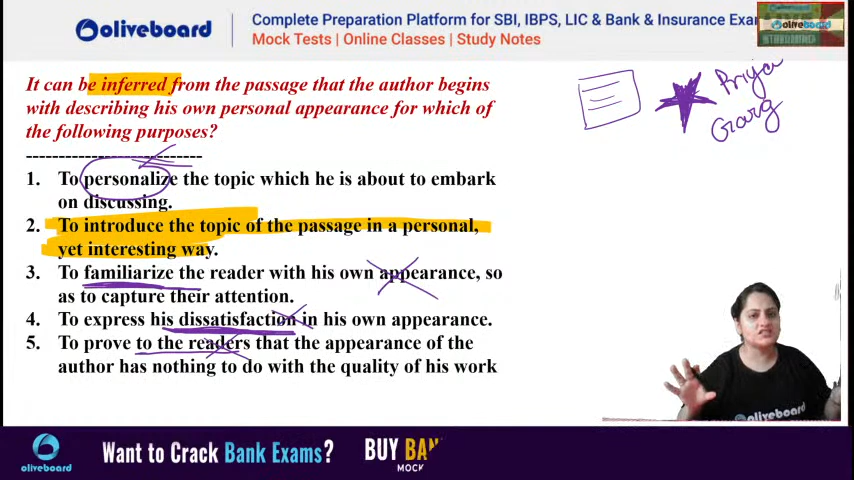 oliveboard
Complete Preparation Platform for SBI, IBPS, LIC & Bank & Insurance Exa
Mock Tests | Online Classes | Study Notes
oliveboard
It can be inferred from the passage that the author begins
with describing his own personal appearance for which of
the following purposes?
---------------------------
1. To personalize the topic which he is about to embark
on discussing.
2. To introduce the topic of the passage in a personal,
yet interesting way.
3. To familiarize the reader with his own appearance, so
as to capture their attention.
4. To express his dissatisfaction in his own appearance.
5. To prove to the readers that the appearance of the
author has nothing to do with the quality of his work
Priya
Garg
oliveboard
oliveboard
Want to Crack Bank Exams?
BUY BAN
MOCK